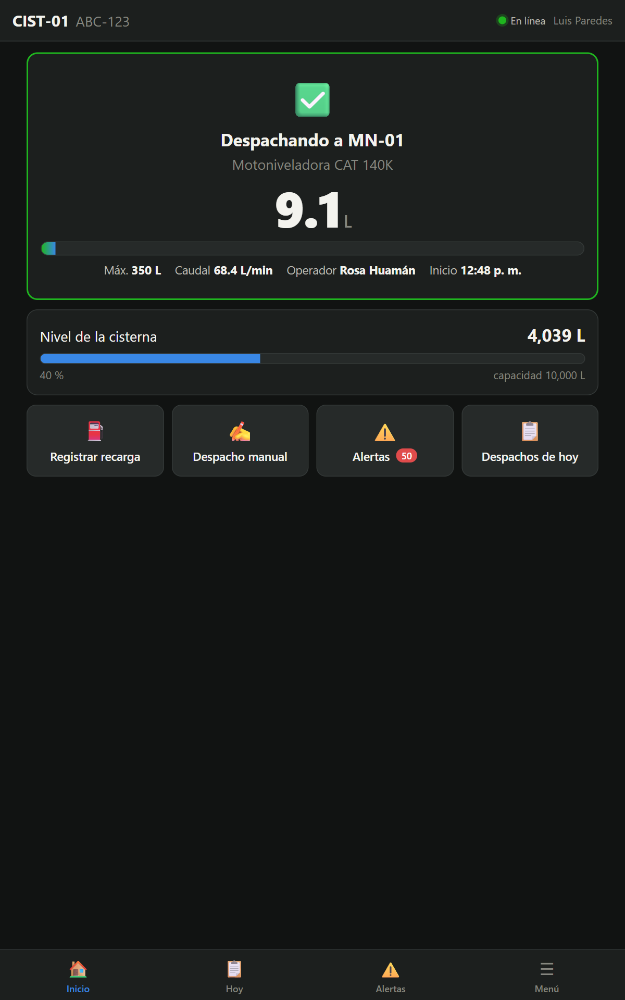 CIST-01 ABC-123
En línea Luis Paredes
Despachando a MN-01
Motoniveladora CAT 140K
9.1 L
Máx. 350 L Caudal 68.4 L/min Operador Rosa Huamán Inicio 12:48 p. m.
Nivel de la cisterna 4,039 L
40 % capacidad 10,000 L
Registrar recarga
Despacho manual
Alertas 50
Despachos de hoy
Inicio
Hoy
Alertas
Menú